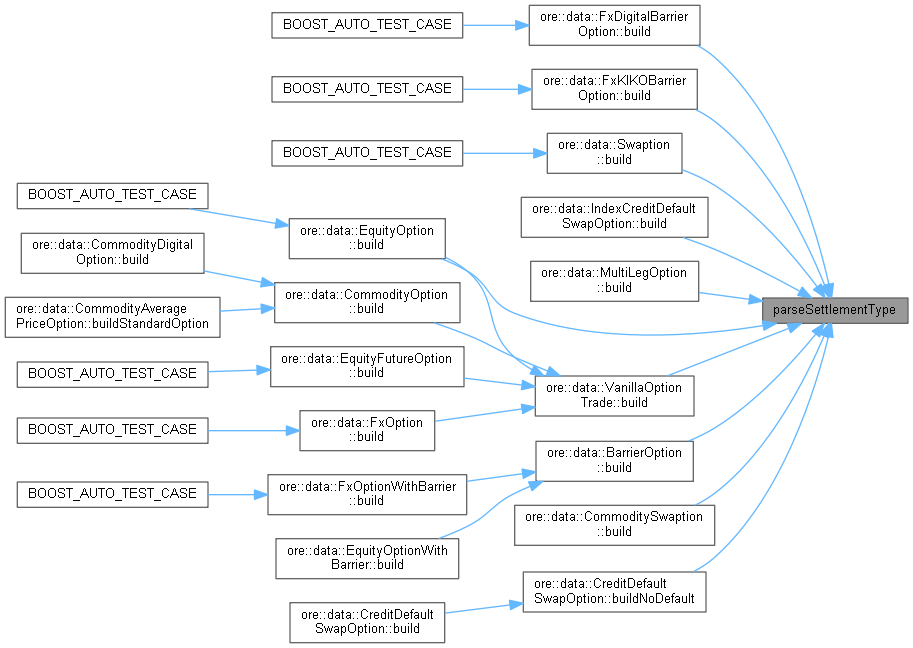 BOOST_AUTO_TEST_CASE
ore::data::FxDigitalBarrier
Option::build
BOOST_AUTO_TEST_CASE
ore::data::FxKIKOBarrier
Option::build
BOOST_AUTO_TEST_CASE
ore::data::Swaption
::build
BOOST_AUTO_TEST_CASE
ore::data::IndexCreditDefault
SwapOption::build
ore::data::EquityOption
::build
ore::data::CommodityDigital
Option::build
ore::data::MultiLegOption
::build
ore::data::CommodityOption
::build
parseSettlementType
ore::data::CommodityAverage
PriceOption::buildStandardOption
ore::data::EquityFutureOption
::build
BOOST_AUTO_TEST_CASE
ore::data::VanillaOption
Trade::build
ore::data::FxOption
::build
BOOST_AUTO_TEST_CASE
ore::data::BarrierOption
::build
ore::data::FxOptionWithBarrier
::build
BOOST_AUTO_TEST_CASE
ore::data::CommoditySwaption
::build
ore::data::EquityOptionWith
Barrier::build
ore::data::CreditDefault
SwapOption::buildNoDefault
ore::data::CreditDefault
SwapOption::build